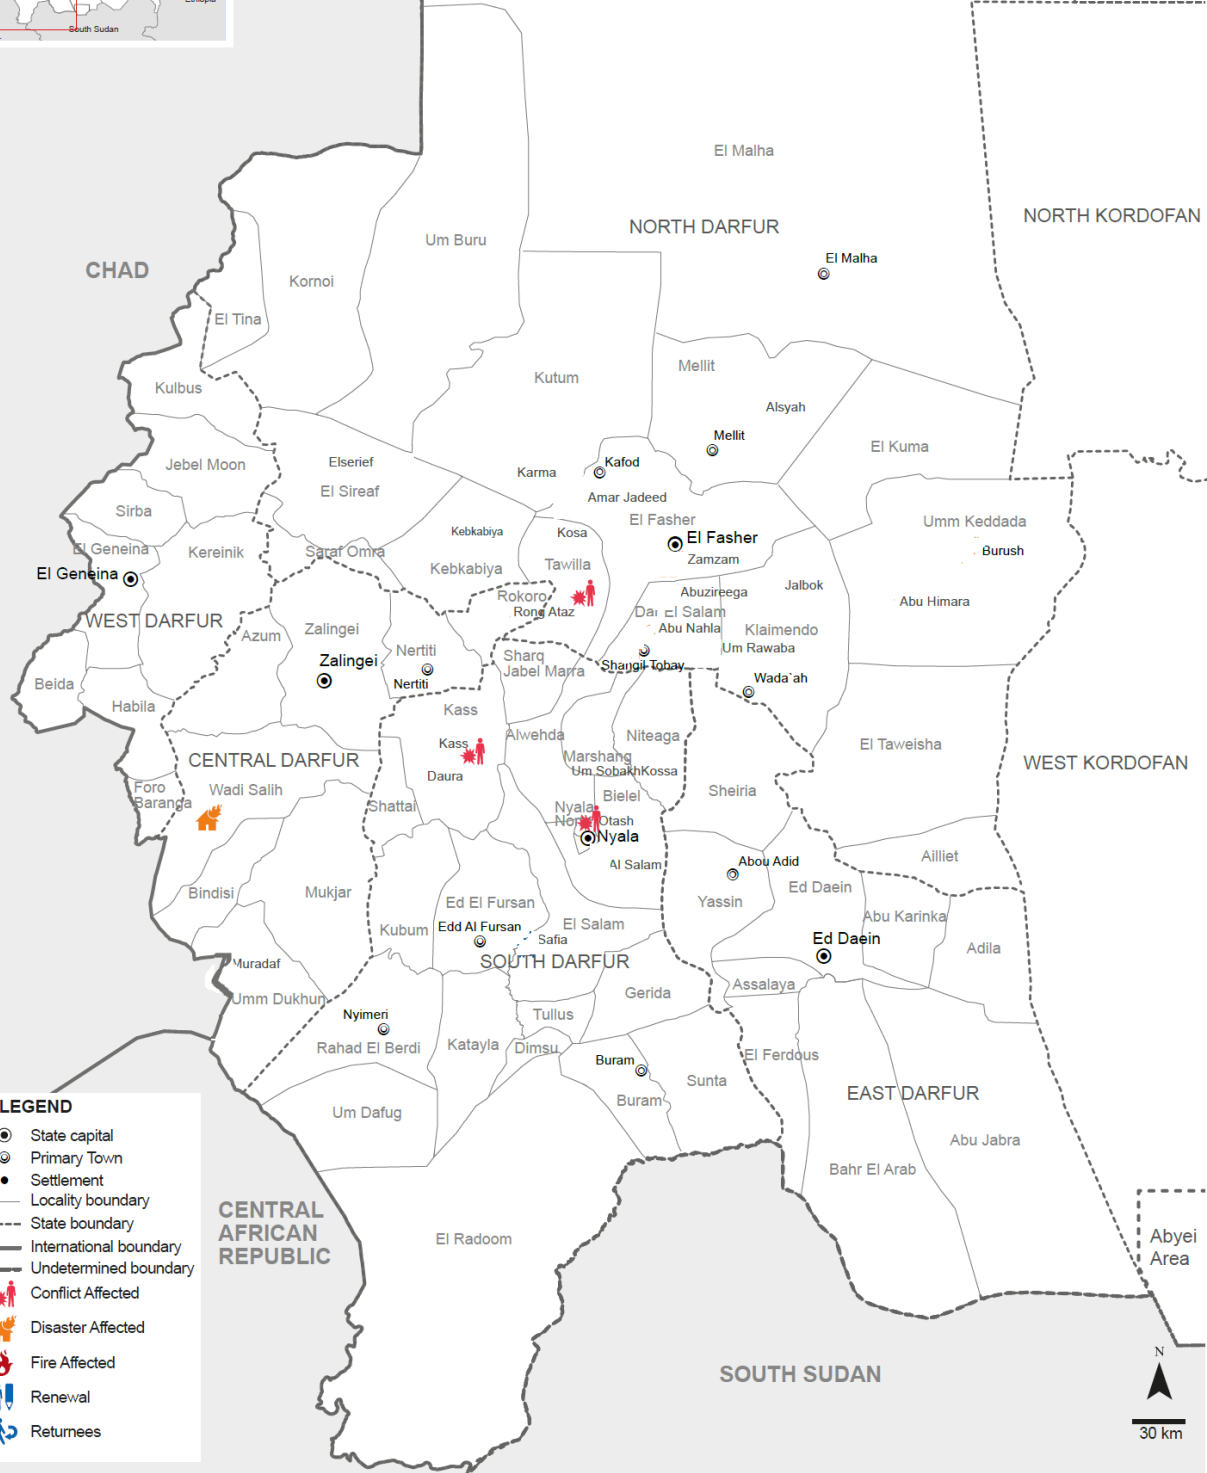 Ethiopia
South Sudan
El Malha
NORTH DARFUR
NORTH KORDOFAN
Um Buru
El Malha
CHAD
Kornoi
El Tina
Mellit
Kutum
Kulbus
Alsyah
Mellit
El Kuma
Kafod
Elserief
Jebel Moon
Karma
El Sireaf
Amar Jadeed
Sirba
El Fasher
Umm Keddada
Kebkabiya
Kosa
El Fasher
El Geneina
Kereinik
Saraf Omra
Burush
Zamzam
Tawilla
Kebkabiya
El Geneina
Jalbok
Abuzireega
Rokoro
Abu Himara
Rong Ataz
El Salam
WEST DARFUR
Abu Nahla
Klaimendo
Azum
Zalingei
Um Rawaba
Nertiti
Sharq
Jabel Marra
Shangil Tobay
Zalingei
Nertiti
Wada`ah
Beida
Habila
Kass
Alwehda
Niteaga
Kass
El Taweisha
Marshang
CENTRAL DARFUR
WEST KORDOFAN
Um Sobakh
Kossa
Daura
Foro
Baranga
Wadi Salih
Sheiria
Bielel
Shattai
Nyala
Otash
Nyala
Al Salam
Abou Adid
Ailliet
Bindisi
Mukjar
Ed Daein
Ed El Fursan
Yassin
Abu Karinka
El Salam
Kubum
Edd Al Fursan
Safia
Ed Daein
Adila
SOUTH DARFUR
Muradaf
Assalaya
Gerida
Umm Dukhun
Nyimeri
Tullus
Rahad El Berdi
Katayla
Dimsu
El Ferdous
Buram
Sunta
EAST DARFUR
Buram
Um Dafug
Abu Jabra
Bahr El Arab
LEGEND
State capital
Primary Town
Settlement
Locality boundary
State boundary
International boundary
Undetermined boundary
Conflict Affected
Disaster Affected
Fire Affected
Renewal
Returnees
CENTRAL
AFRICAN
REPUBLIC
El Radoom
Abyei
Area
SOUTH SUDAN
N
30 km